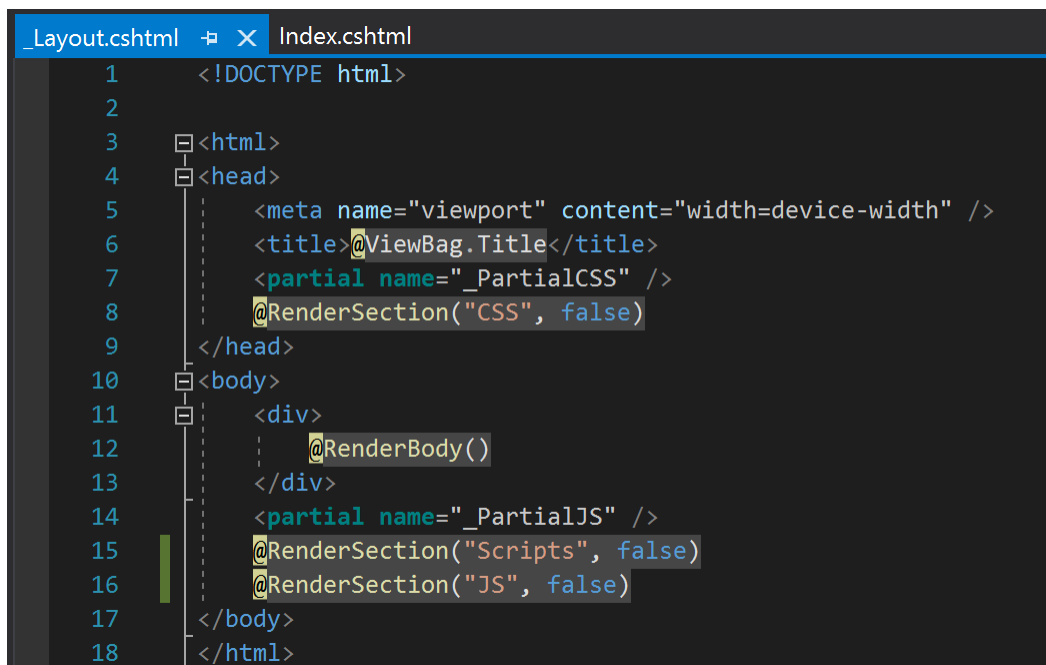 _Layout.cshtml Index.cshtml
1 <!DOCTYPE html>
2
3 <html>
4 <head>
5 <meta name="viewport" content="width=device-width" />
6 <title>@ViewBag.Title</title>
7 <partial name="_PartialCSS" />
8 @RenderSection("CSS", false)
9 </head>
10 <body>
11 <div>
12 @RenderBody()
13 </div>
14 <partial name="_PartialJS" />
15 @RenderSection("Scripts", false)
16 @RenderSection("JS", false)
17 </body>
18 </html>